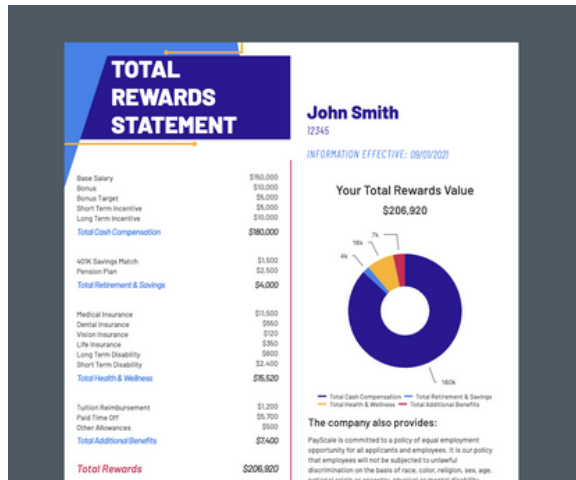 TOTAL
REWARDS
STATEMENT
John Smith
12345
INFORMATION EFFECTIVE: 09/01/2021
Base Salary $150,000
Bonus $10,000
Bonus Target $5,000
Short Term Incentive $5,000
Long Term Incentive $10,000
Total Cash Compensation $180,000
401K Savings Match $1,500
Pension Plan $2,500
Total Retirement & Savings $4,000
Medical Insurance $11,500
Dental Insurance $550
Vision Insurance $120
Life Insurance $350
Long Term Disability $600
Short Term Disability $2,400
Total Health & Wellness $15,520
Tuition Reimbursement $1,200
Paid Time Off $5,700
Other Allowances $500
Total Additional Benefits $7,400
Total Rewards $206,920
Your Total Rewards Value
$206,920
7k
16k
4k
180k
Total Cash Compensation Total Retirement & Savings
Total Health & Wellness Total Additional Benefits
The company also provides:
PayScale is committed to a policy of equal employment
opportunity for all applicants and employees. It is our policy
that employees will not be subjected to unlawful
discrimination on the basis of race, color, religion, sex, age,